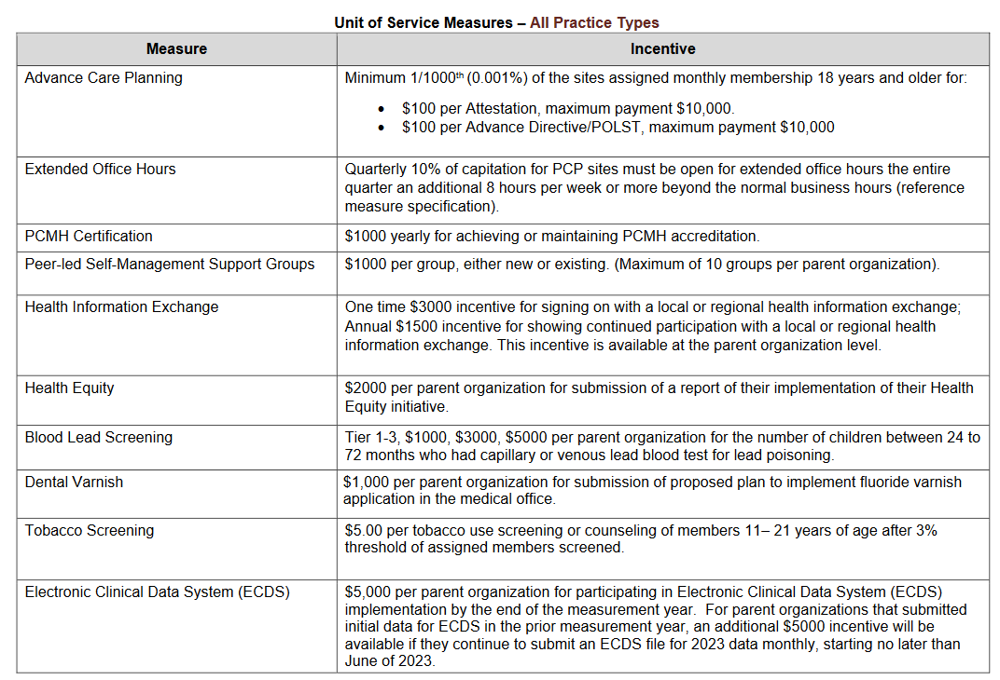 Unit of Service Measures – All Practice Types
Measure
Incentive
Advance Care Planning
Minimum 1/1000th (0.001%) of the sites assigned monthly membership 18 years and older for:
• $100 per Attestation, maximum payment $10,000.
• $100 per Advance Directive/POLST, maximum payment $10,000
Extended Office Hours
Quarterly 10% of capitation for PCP sites must be open for extended office hours the entire
quarter an additional 8 hours per week or more beyond the normal business hours (reference
measure specification).
PCMH Certification
$1000 yearly for achieving or maintaining PCMH accreditation.
Peer-led Self-Management Support Groups
$1000 per group, either new or existing. (Maximum of 10 groups per parent organization).
Health Information Exchange
One time $3000 incentive for signing on with a local or regional health information exchange;
Annual $1500 incentive for showing continued participation with a local or regional health
information exchange. This incentive is available at the parent organization level.
Health Equity
$2000 per parent organization for submission of a report of their implementation of their Health
Equity initiative.
Blood Lead Screening
Tier 1-3, $1000, $3000, $5000 per parent organization for the number of children between 24 to
72 months who had capillary or venous lead blood test for lead poisoning.
Dental Varnish
$1,000 per parent organization for submission of proposed plan to implement fluoride varnish
application in the medical office.
Tobacco Screening
$5.00 per tobacco use screening or counseling of members 11– 21 years of age after 3%
threshold of assigned members screened.
Electronic Clinical Data System (ECDS)
$5,000 per parent organization for participating in Electronic Clinical Data System (ECDS)
implementation by the end of the measurement year.  For parent organizations that submitted
initial data for ECDS in the prior measurement year, an additional $5000 incentive will be
available if they continue to submit an ECDS file for 2023 data monthly, starting no later than
June of 2023.